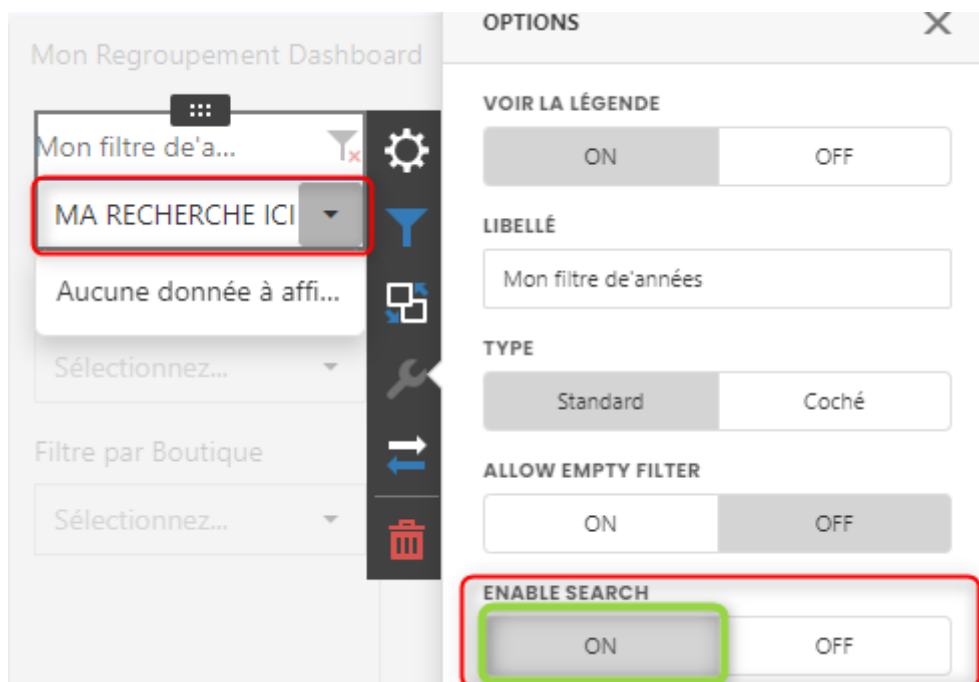 Mon Regroupement Dashboard
Mon filtre de'a...
MA RECHERCHE ICI
Aucune donnée à affi...
Sélectionnez...
Filtre par Boutique
Sélectionnez...
OPTIONS
VOIR LA LÉGENDE
ON OFF
LIBELLÉ
Mon filtre de'années
TYPE
Standard Coché
ALLOW EMPTY FILTER
ON OFF
ENABLE SEARCH
ON OFF